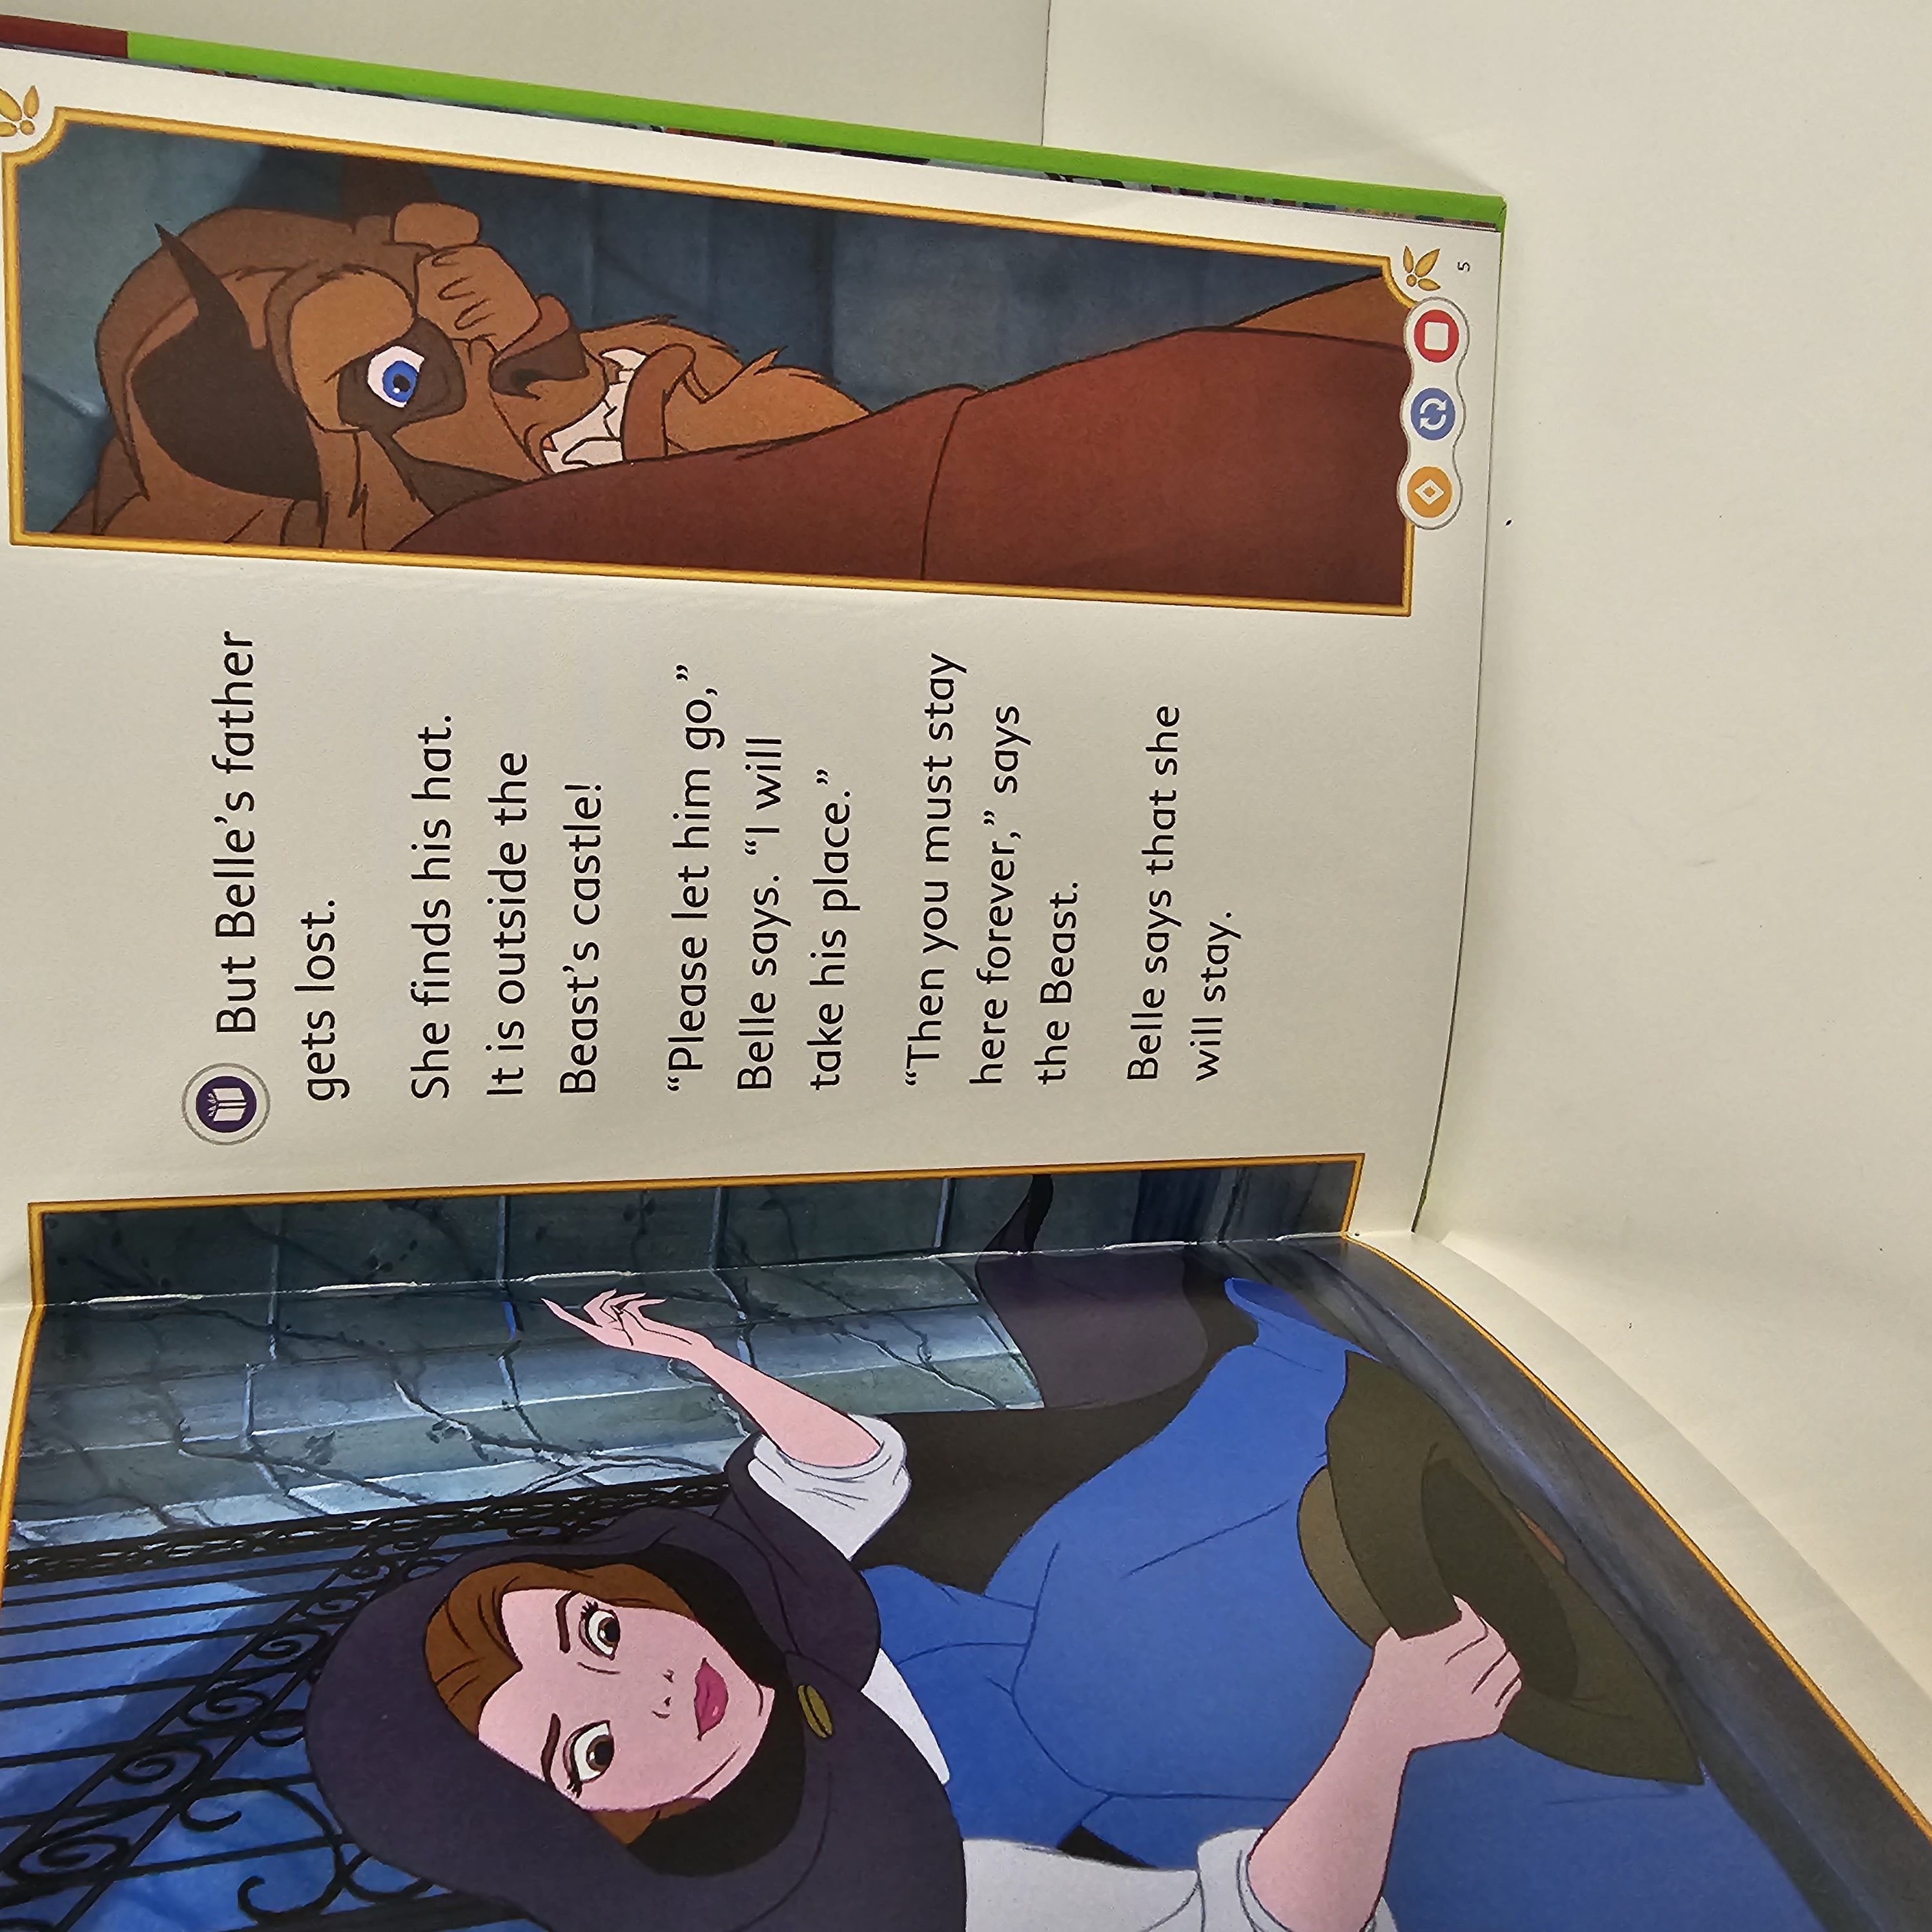 But Belle’s father
gets lost.
She finds his hat.
It is outside the
Beast’s castle!
“Please let him go,”
Belle says. “I will
take his place.”
“Then you must stay
here forever,” says
the Beast.
Belle says that she
will stay.
5